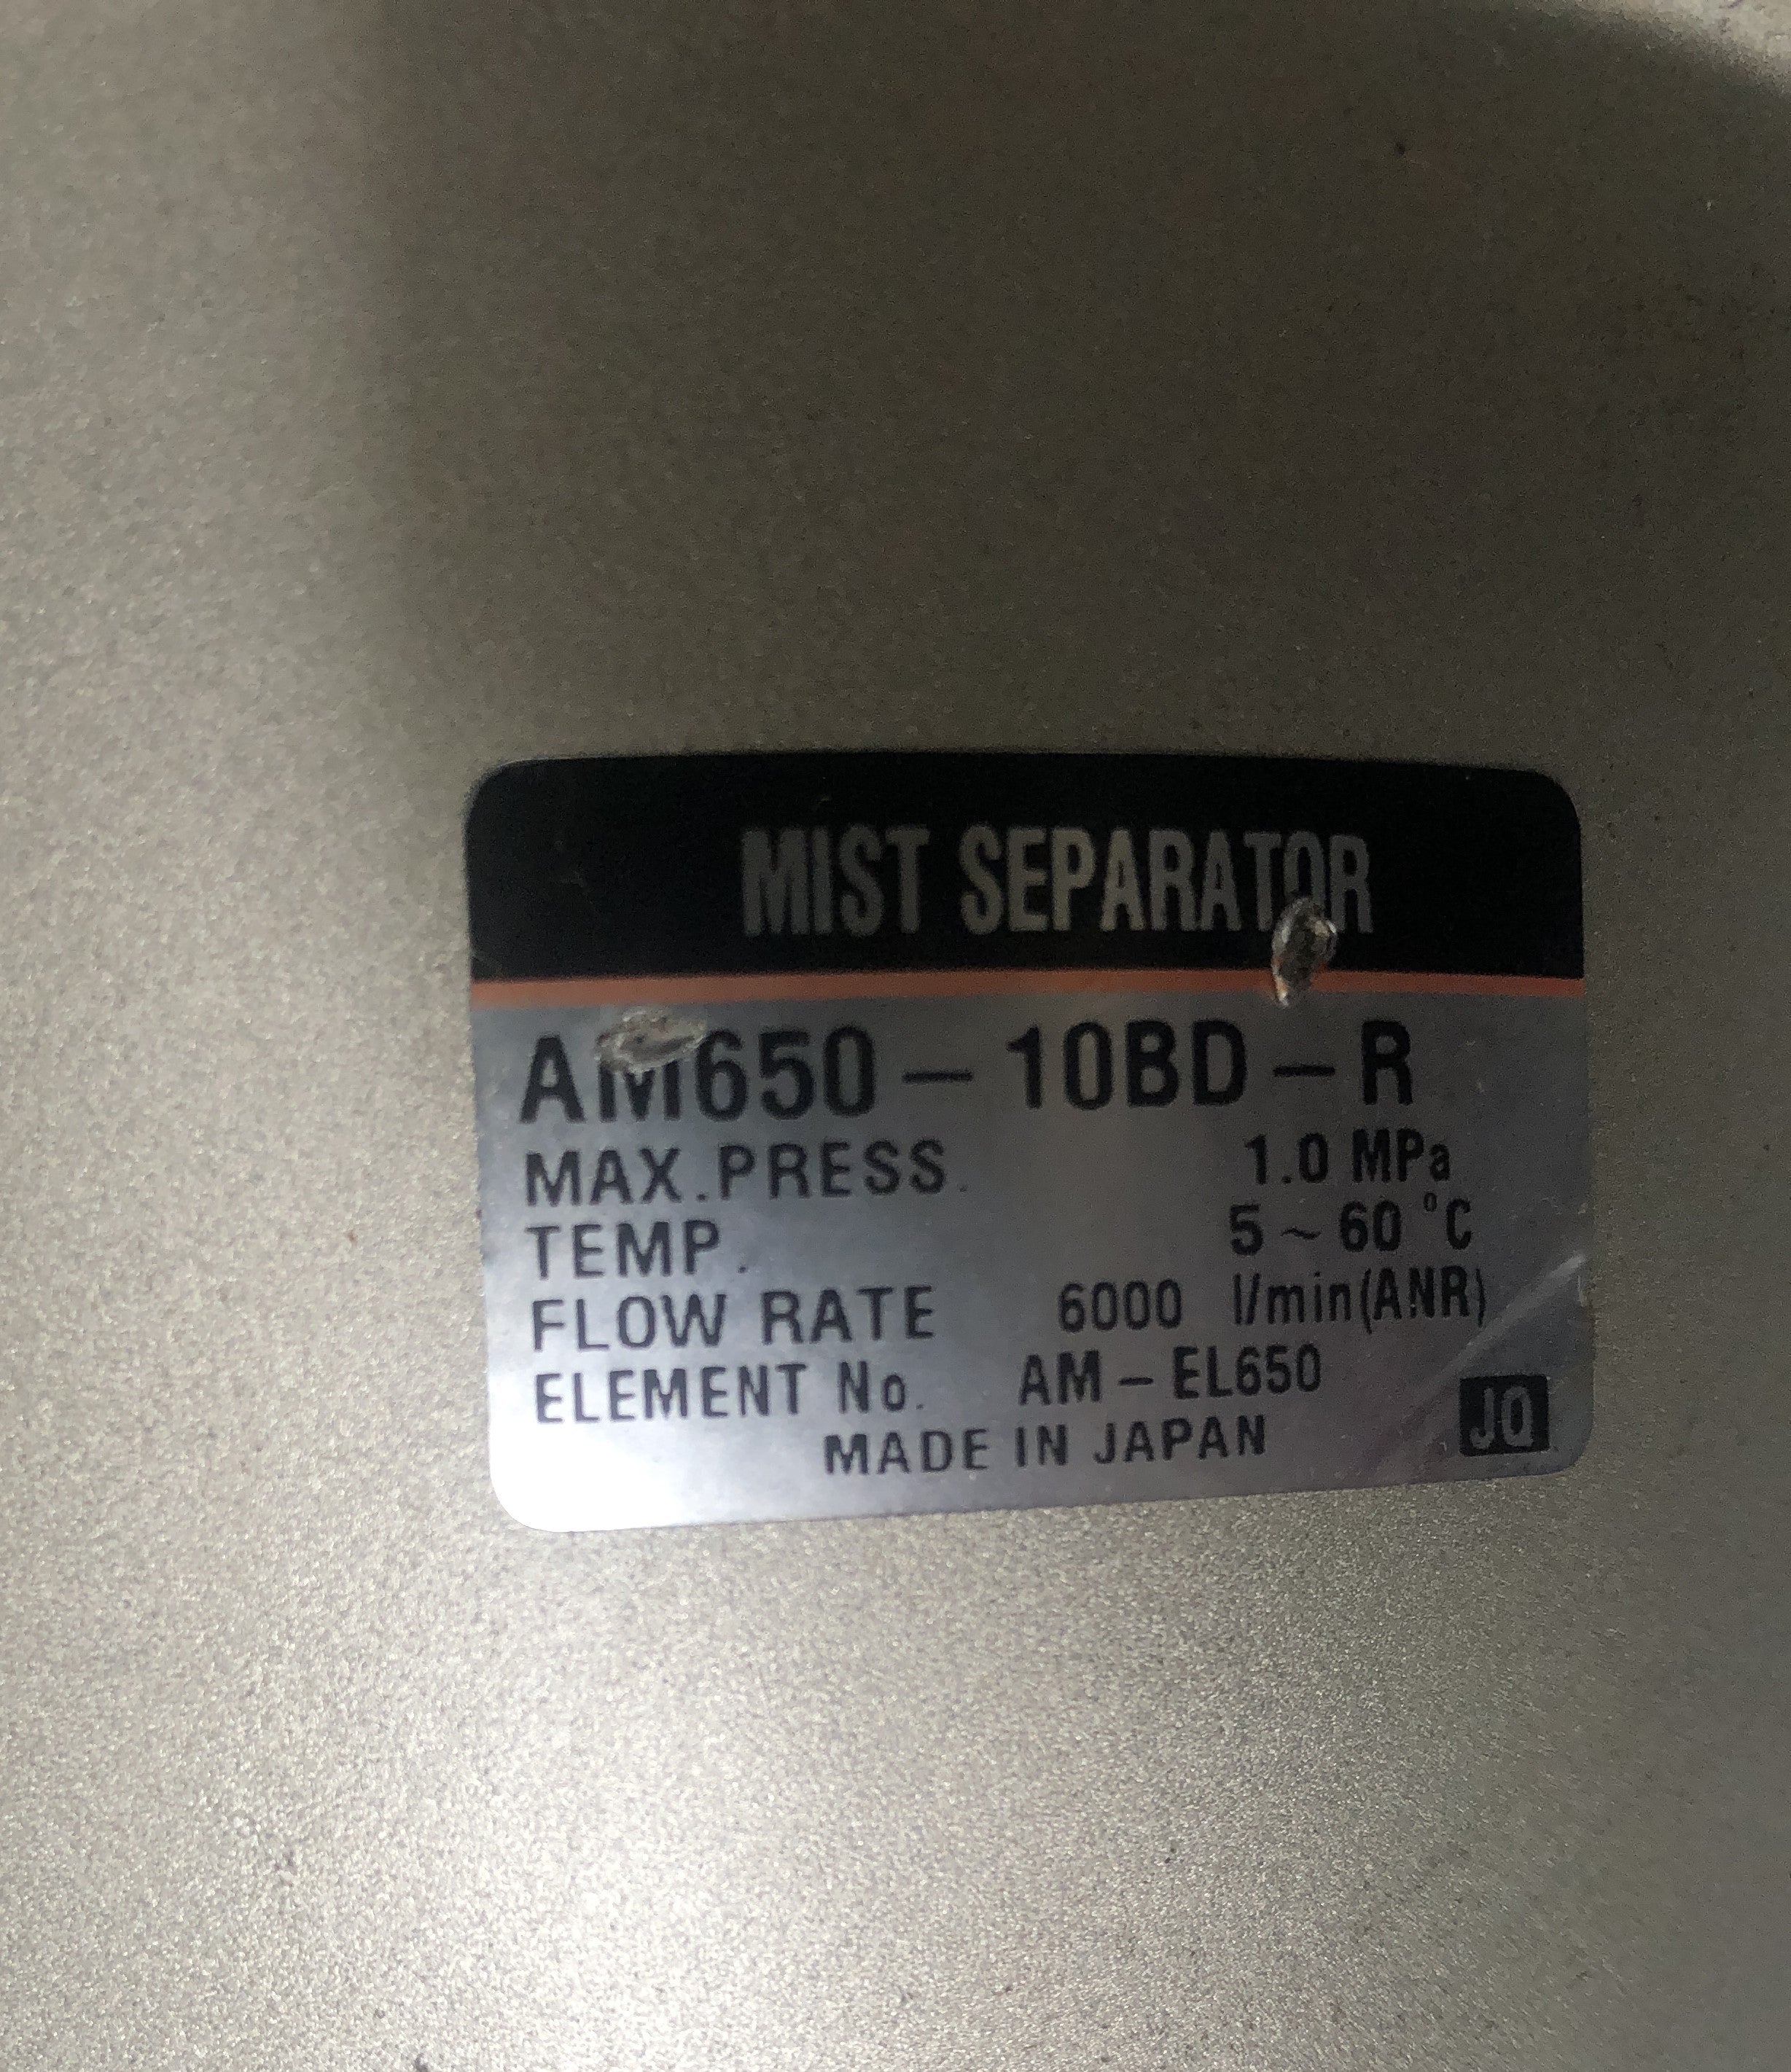 MIST SEPARATOR
AM650-10BD-R
MAX.PRESS. 1.0 MPa
TEMP. 5~60 °C
FLOW RATE 6000 l/min(ANR)
ELEMENT No. AM-EL650
MADE IN JAPAN JQ